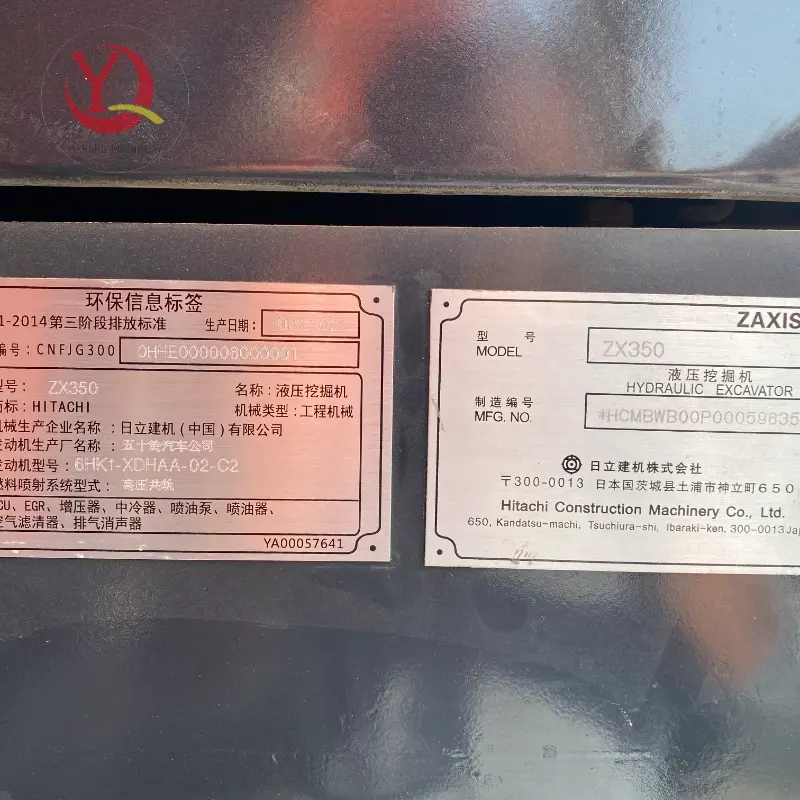 YQ
环保信息标签
1-2014第三阶段排放标准 生产日期:
编号: CNFJG300 0HHE000008000001
型号: ZX350 名称: 液压挖掘机
商标: HITACHI 机械类型: 工程机械
机械生产企业名称: 日立建机(中国)有限公司
发动机生产厂名称: 五十铃汽车公司
发动机型号: 6HK1-XDHAA-02-C2
燃料喷射系统型式: 高压共轨
CU、EGR、增压器、中冷器、喷油泵、喷油器、
空气滤清器、排气消声器
YA00057641
ZAXIS
型 号
MODEL ZX350
液压挖掘机
HYDRAULIC EXCAVATOR
制造编号
MFG. NO. *HCMBWB00P00059635
日立建机株式会社
〒300-0013 日本国茨城县土浦市神立町650
Hitachi Construction Machinery Co., Ltd.
650, Kandatsu-machi, Tsuchiura-shi, Ibaraki-ken, 300-0013 Jap